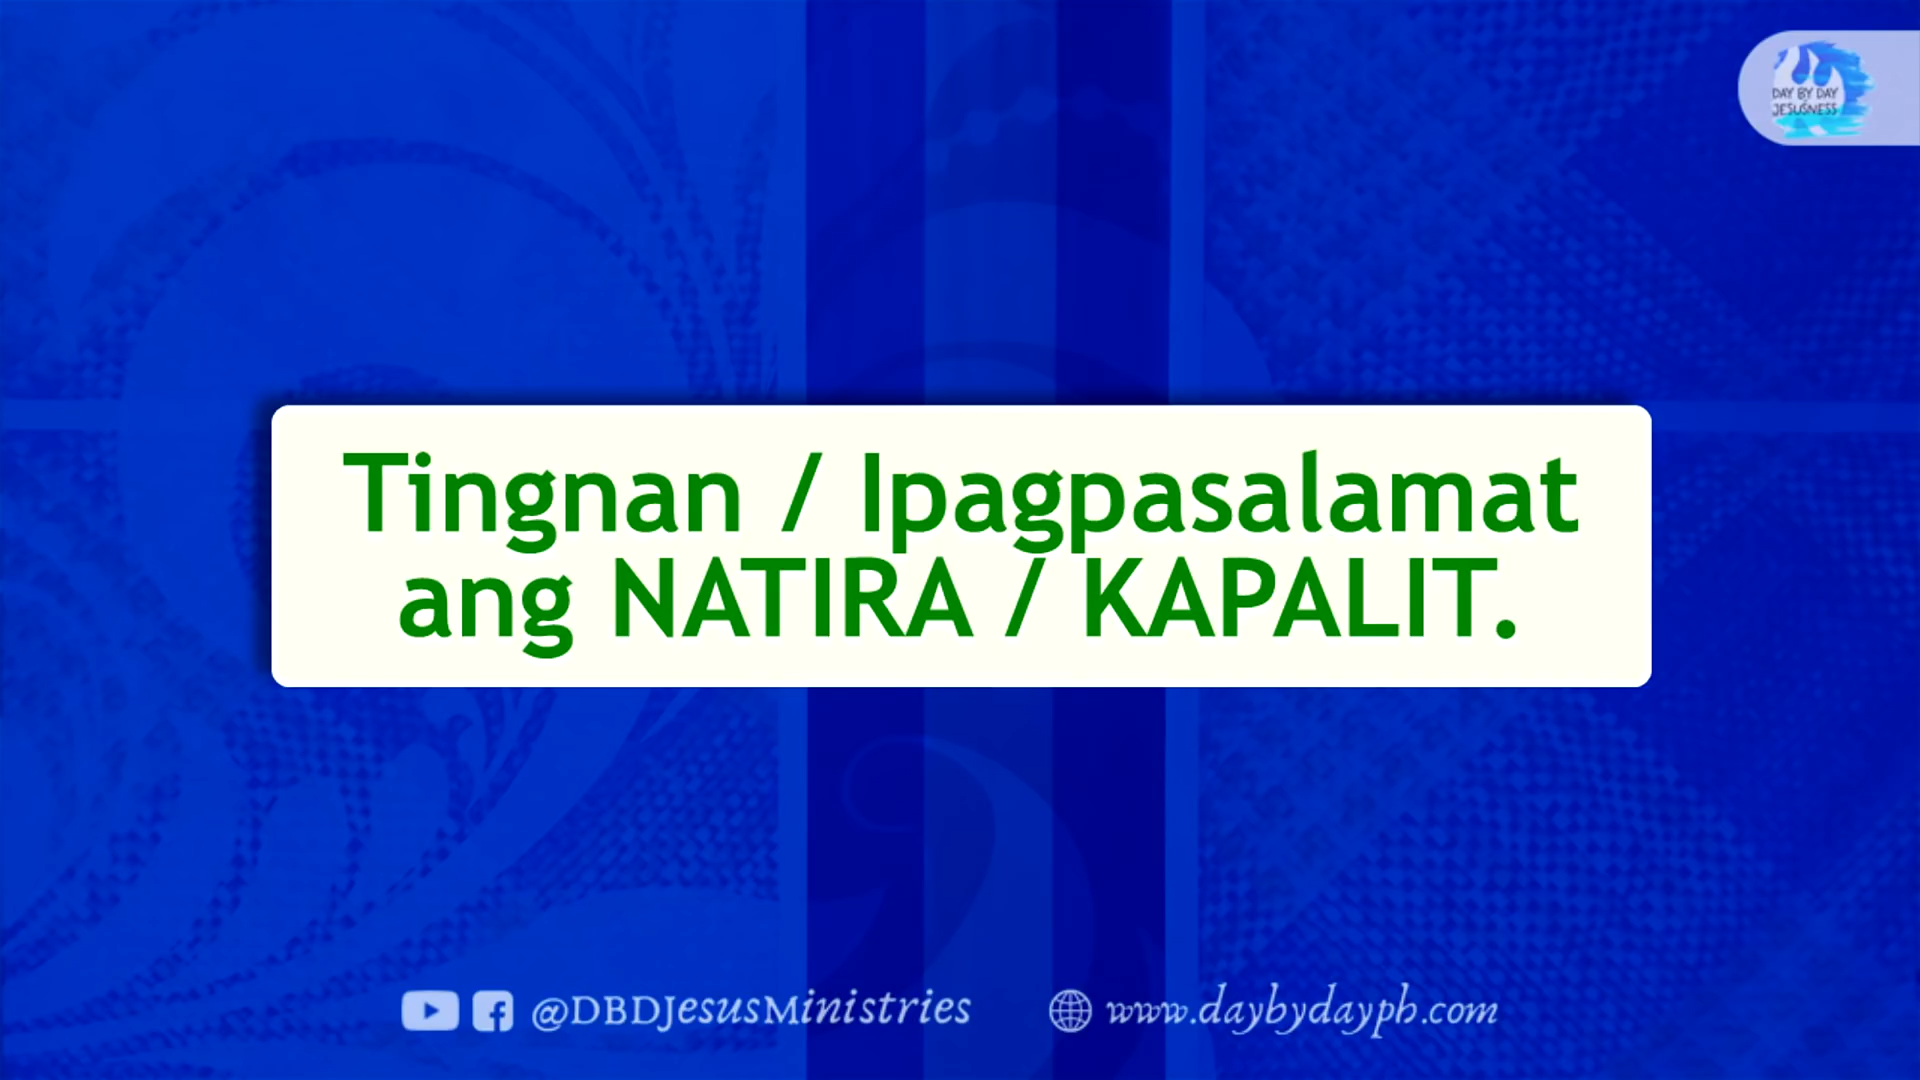 DAY BY DAY
JESUSNESS
Tingnan / Ipagpasalamat
ang NATIRA / KAPALIT.
@DBDJesusMinistries
www.daybydayph.com